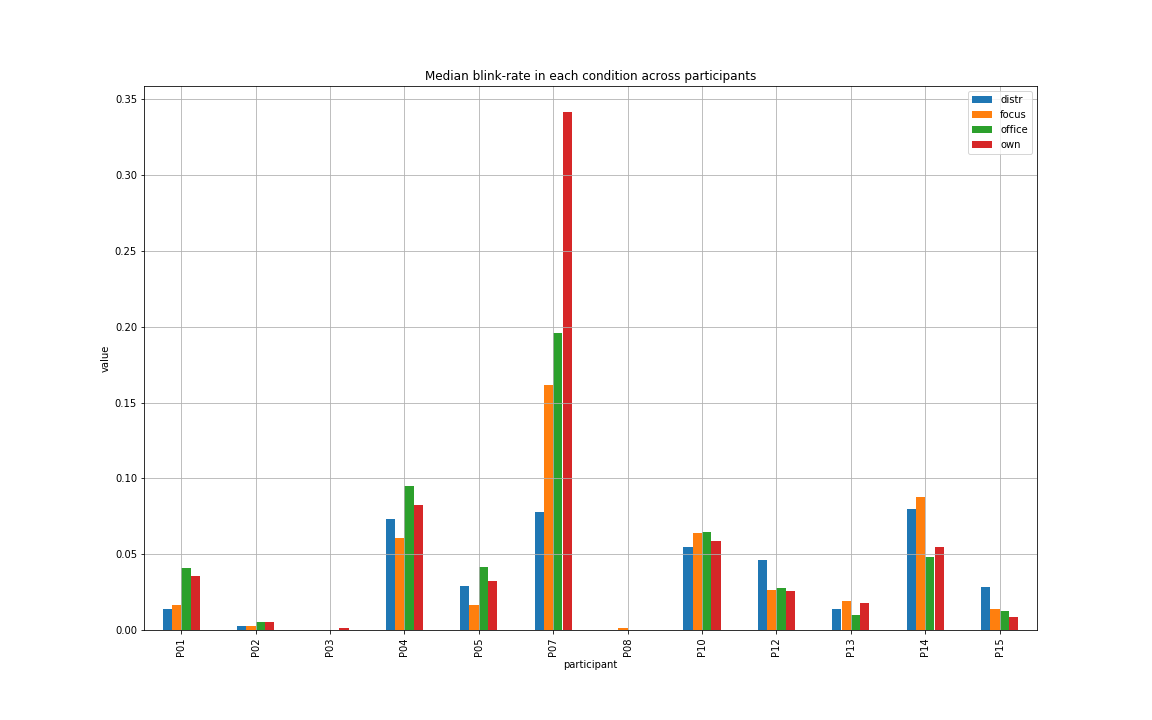 Median blink-rate in each condition across participants
distr
focus
office
own
0.35
0.30
0.25
0.20
0.15
0.10
0.05
0.00
value
P01
P02
P03
P04
P05
P07
P08
P10
P12
P13
P14
P15
participant